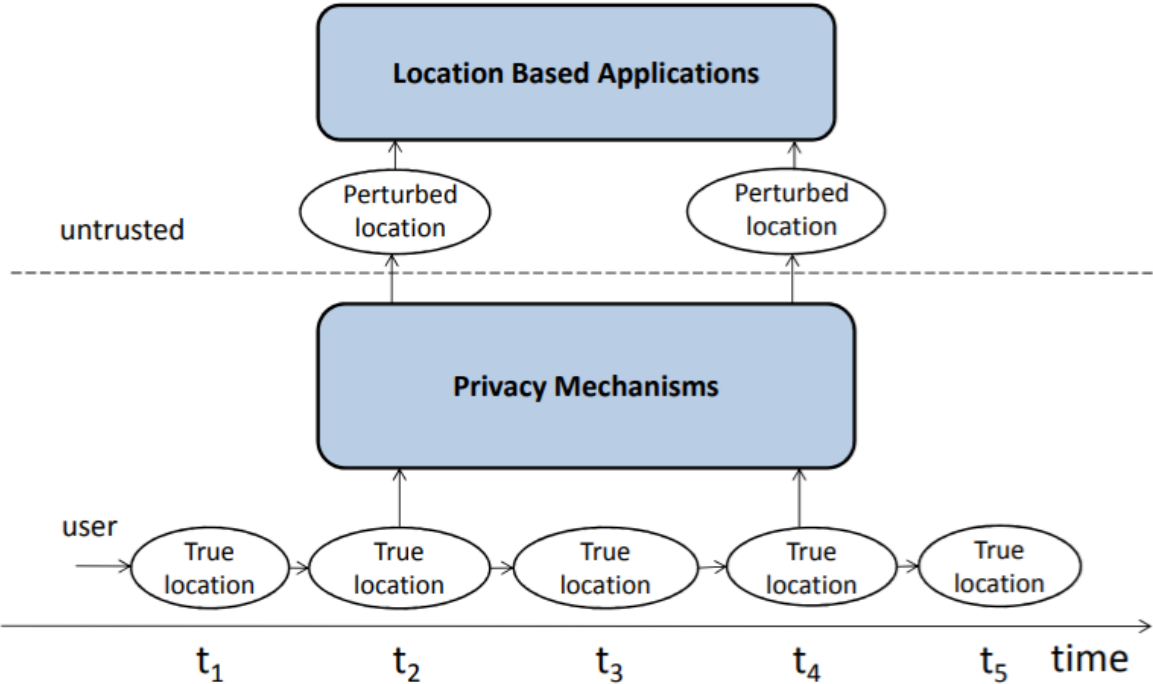 Location Based Applications
Perturbed
location
Perturbed
location
untrusted
Privacy Mechanisms
user
True
location
True
location
True
location
True
location
True
location
t₁ t₂ t₃ t₄ t₅ time